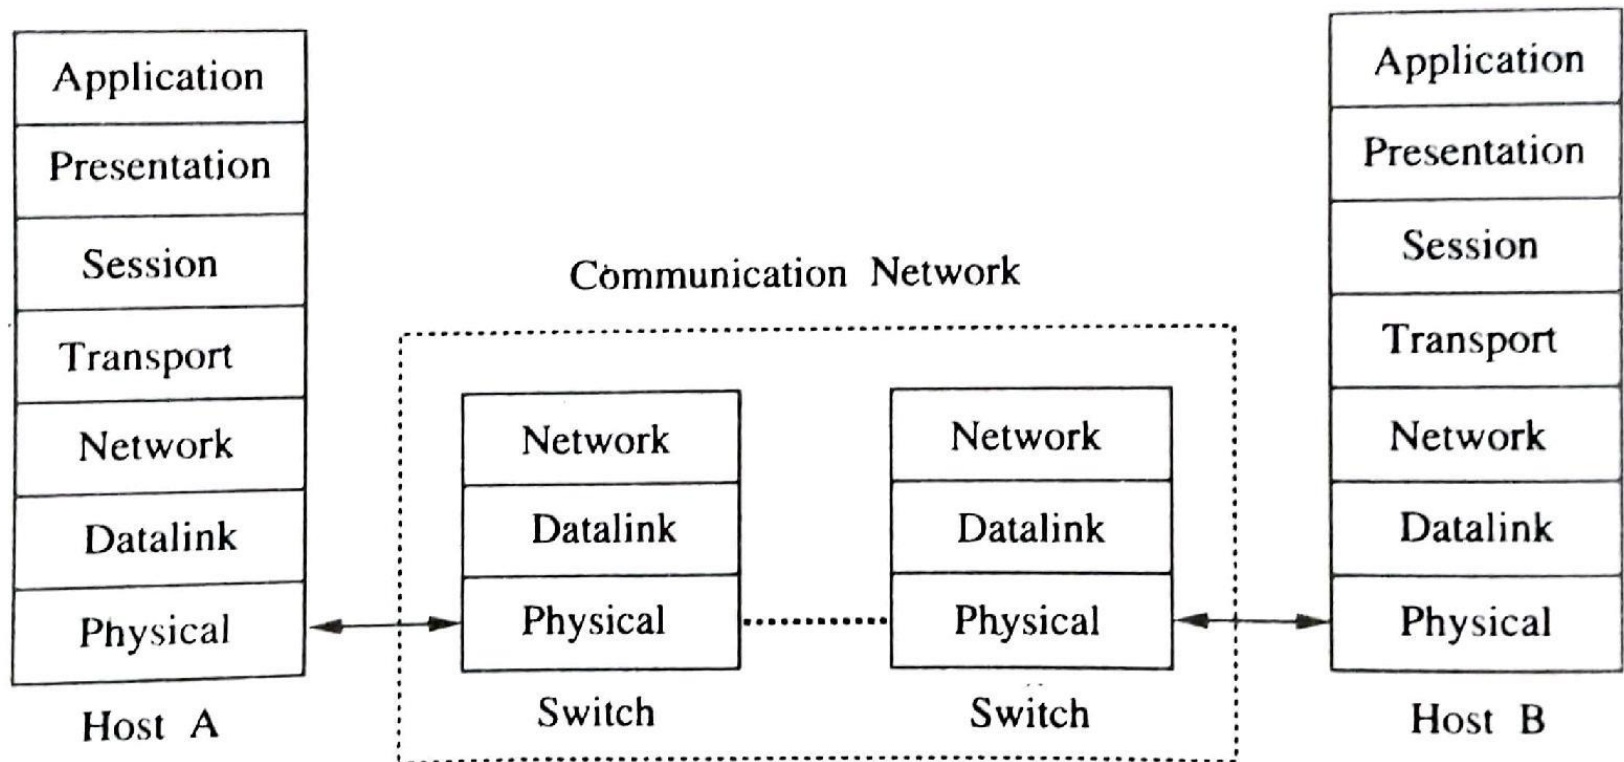 Application
Presentation
Session
Transport
Network
Datalink
Physical
Host A
Communication Network
Network
Datalink
Physical
Switch
Network
Datalink
Physical
Switch
Application
Presentation
Session
Transport
Network
Datalink
Physical
Host B